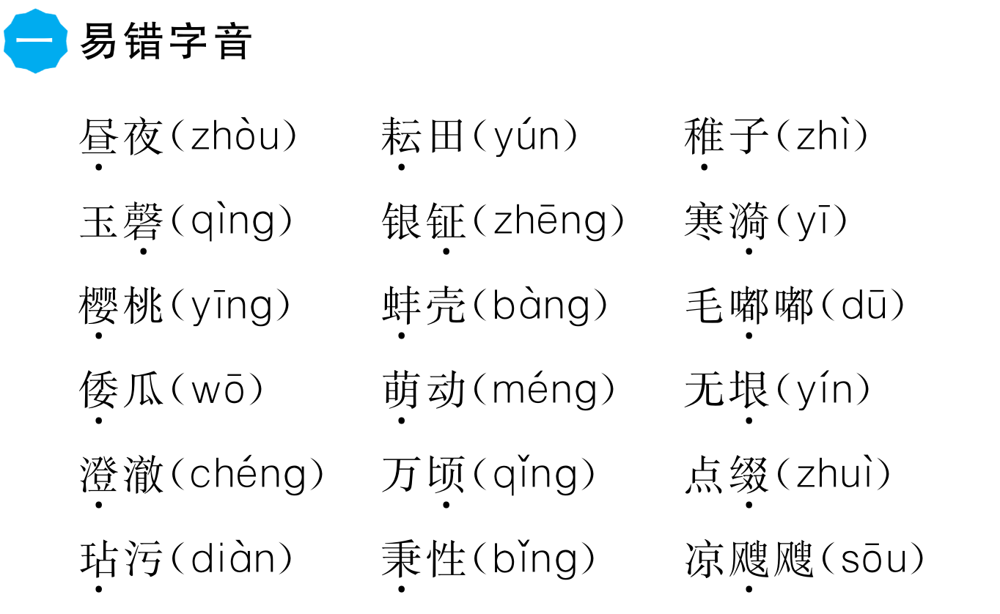 一 易错字音
昼夜(zhòu) 耘田(yún) 稚子(zhì)
玉磬(qìng) 银钲(zhēng) 寒漪(yī)
樱桃(yīng) 蚌壳(bàng) 毛嘟嘟(dū)
倭瓜(wō) 萌动(méng) 无垠(yín)
澄澈(chéng) 万顷(qǐng) 点缀(zhuì)
玷污(diàn) 秉性(bǐng) 凉飕飕(sōu)